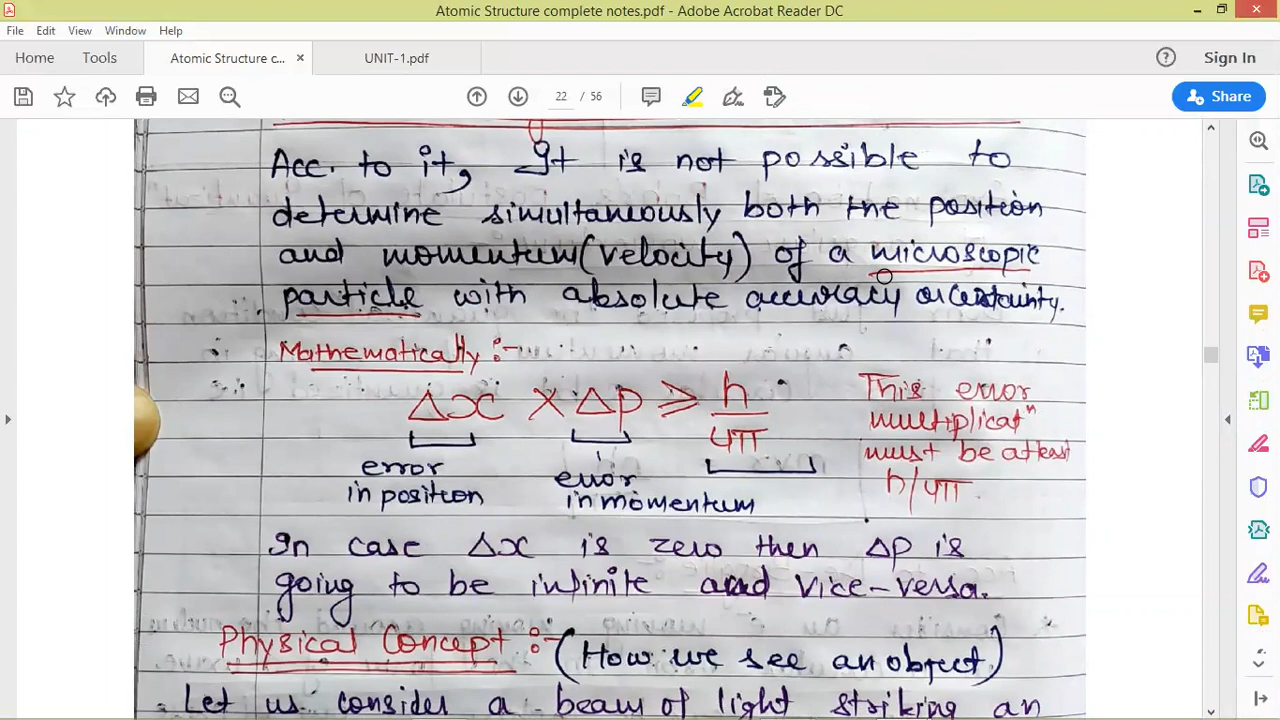 Atomic Structure complete notes.pdf - Adobe Acrobat Reader DC
File Edit View Window Help
Home Tools Atomic Structure c... × UNIT-1.pdf Sign In
22 / 56 Share
Acc. to it, It is not possible to
determine simultaneously both the position
and momentum (velocity) of a microscopic
particle with absolute accuracy or certainty.
Mathematically :-
Δx × Δp ≥ h/4π
error in position
error in momentum
This error
multiplicatⁿ
must be atleast
h/4π
In case Δx is zero then Δp is
going to be infinite and vice-versa.
Physical Concept :- (How we see an object)
Let us consider a beam of light striking an